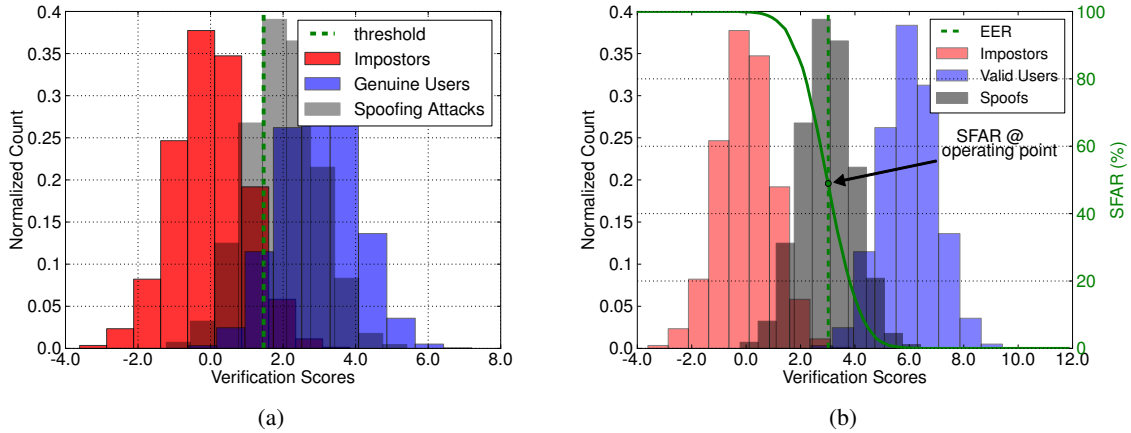 0.4
0.35
0.3
0.25
0.2
0.15
0.1
0.05
0.0
Normalized Count
-4.0 -2.0 0.0 2.0 4.0 6.0 8.0
Verification Scores
threshold
Impostors
Genuine Users
Spoofing Attacks
(a)
0.4
0.35
0.3
0.25
0.2
0.15
0.1
0.05
0.0
Normalized Count
-4.0 -2.0 0.0 2.0 4.0 6.0 8.0 10.0 12.0
Verification Scores
EER
Impostors
Valid Users
Spoofs
SFAR @
operating point
100
80
60
40
20
0
SFAR (%)
(b)